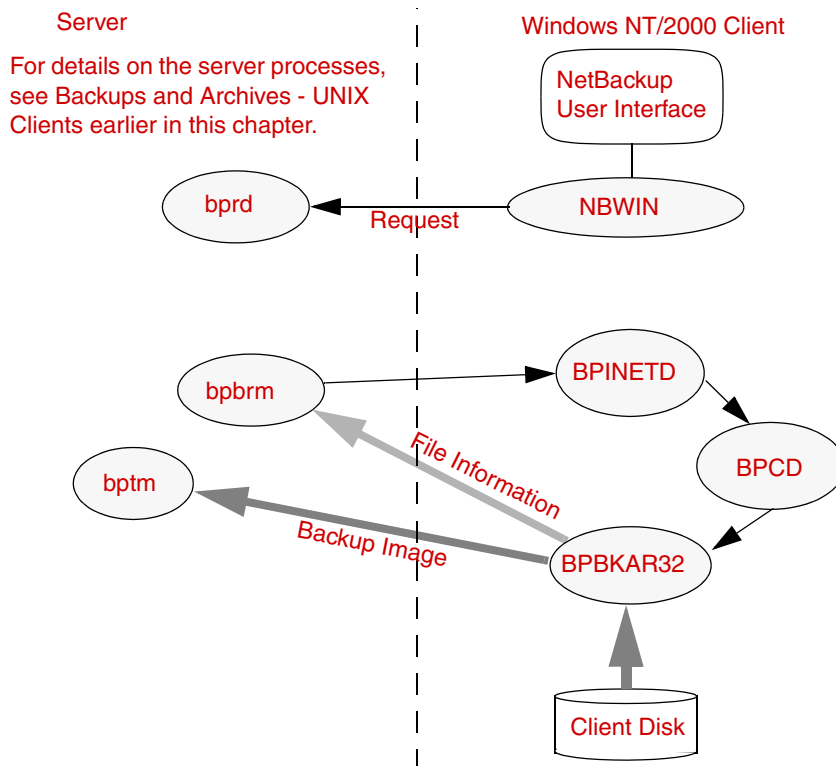 Server
For details on the server processes,
see Backups and Archives - UNIX
Clients earlier in this chapter.
Windows NT/2000 Client
NetBackup
User Interface
bprd
Request
NBWIN
bpbrm
BPINETD
File Information
BPCD
bptm
Backup Image
BPBKAR32
Client Disk